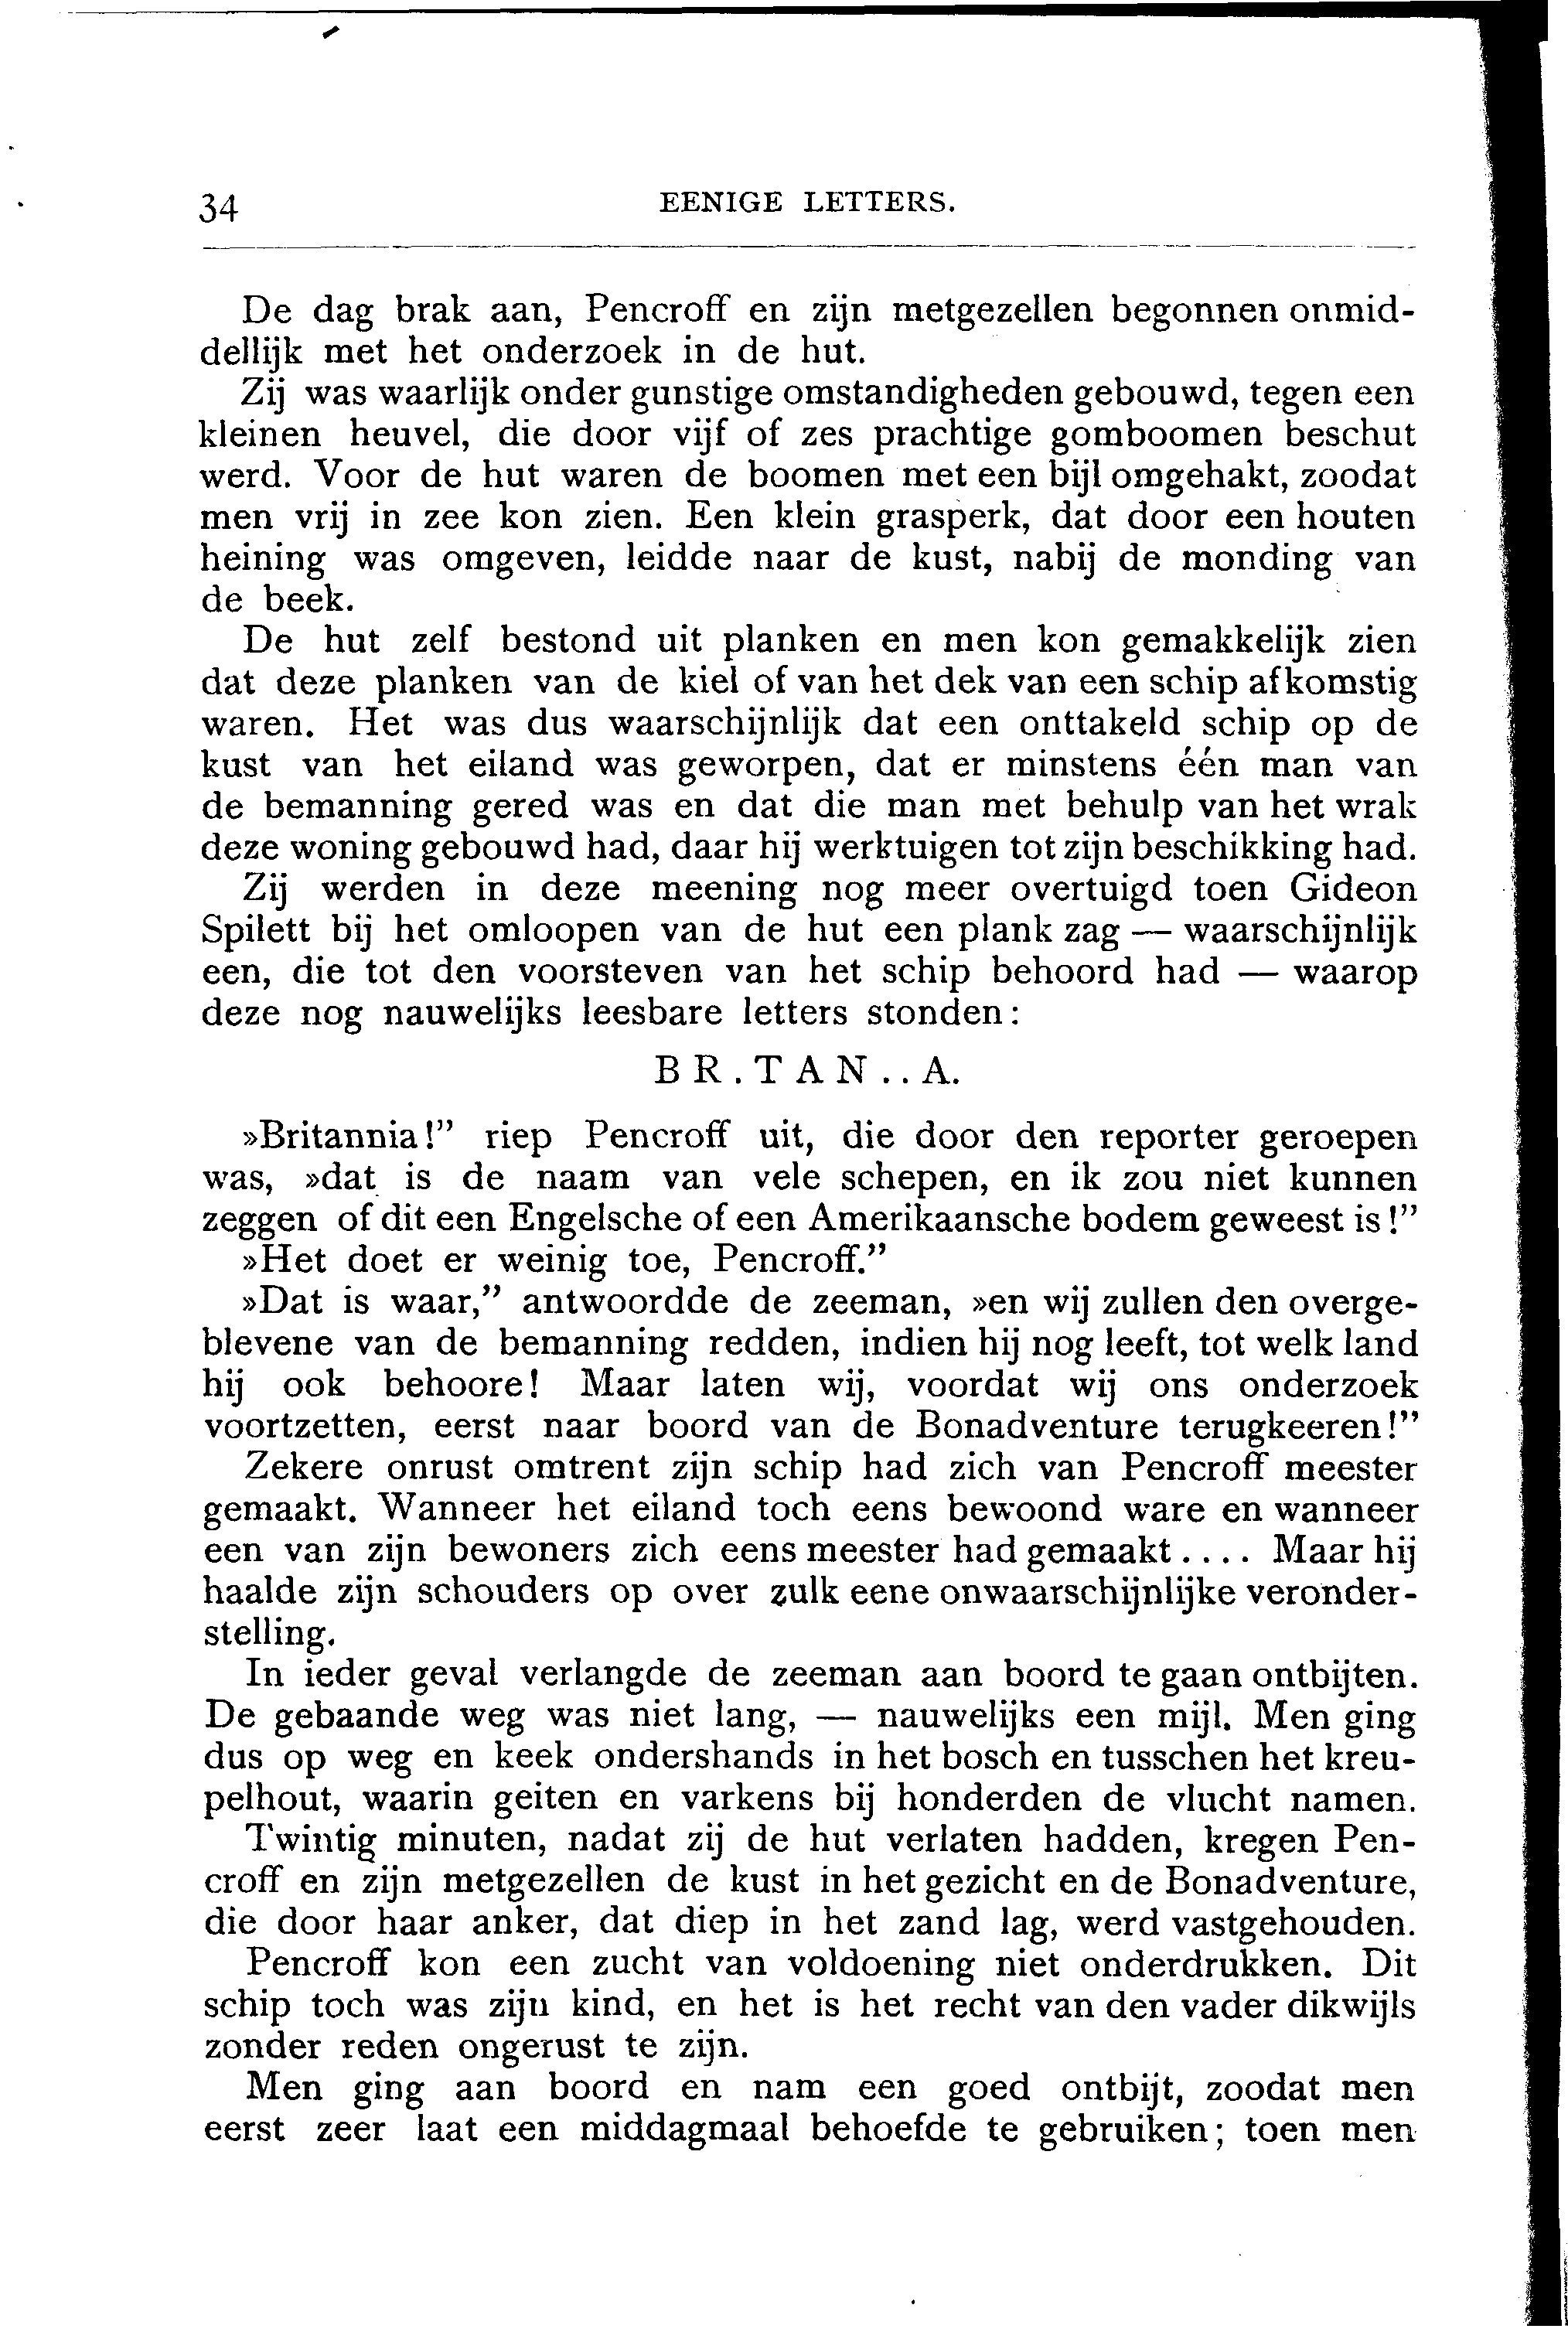 34
EENIGE LETTERS.
De dag brak aan, Pencroff en zijn metgezellen begonnen onmid-
dellijk met het onderzoek in de hut.
Zij was waarlijk onder gunstige omstandigheden gebouwd, tegen een
kleinen heuvel, die door vijf of zes prachtige gomboomen beschut
werd. Voor de hut waren de boomen met een bijl omgehakt, zoodat
men vrij in zee kon zien. Een klein grasperk, dat door een houten
heining was omgeven, leidde naar de kust, nabij de monding van
de beek.
De hut zelf bestond uit planken en men kon gemakkelijk zien
dat deze planken van de kiel of van het dek van een schip afkomstig
waren. Het was dus waarschijnlijk dat een onttakeld schip op de
kust van het eiland was geworpen, dat er minstens één man van
de bemanning gered was en dat die man met behulp van het wrak
deze woning gebouwd had, daar hij werktuigen tot zijn beschikking had.
Zij werden in deze meening nog meer overtuigd toen Gideon
Spilett bij het omloopen van de hut een plank zag — waarschijnlijk
een, die tot den voorsteven van het schip behoord had — waarop
deze nog nauwelijks leesbare letters stonden:
BR.TAN..A.
»Britannia!” riep Pencroff uit, die door den reporter geroepen
was, »dat is de naam van vele schepen, en ik zou niet kunnen
zeggen of dit een Engelsche of een Amerikaansche bodem geweest is!”
»Het doet er weinig toe, Pencroff.”
»Dat is waar,” antwoordde de zeeman, »en wij zullen den overge-
blevene van de bemanning redden, indien hij nog leeft, tot welk land
hij ook behoore! Maar laten wij, voordat wij ons onderzoek
voortzetten, eerst naar boord van de Bonadventure terugkeeren!”
Zekere onrust omtrent zijn schip had zich van Pencroff meester
gemaakt. Wanneer het eiland toch eens bewoond ware en wanneer
een van zijn bewoners zich eens meester had gemaakt.... Maar hij
haalde zijn schouders op over zulk eene onwaarschijnlijke veronder-
stelling.
In ieder geval verlangde de zeeman aan boord te gaan ontbijten.
De gebaande weg was niet lang, — nauwelijks een mijl. Men ging
dus op weg en keek ondershands in het bosch en tusschen het kreu-
pelhout, waarin geiten en varkens bij honderden de vlucht namen.
Twintig minuten, nadat zij de hut verlaten hadden, kregen Pen-
croff en zijn metgezellen de kust in het gezicht en de Bonadventure,
die door haar anker, dat diep in het zand lag, werd vastgehouden.
Pencroff kon een zucht van voldoening niet onderdrukken. Dit
schip toch was zijn kind, en het is het recht van den vader dikwijls
zonder reden ongerust te zijn.
Men ging aan boord en nam een goed ontbijt, zoodat men
eerst zeer laat een middagmaal behoefde te gebruiken; toen men